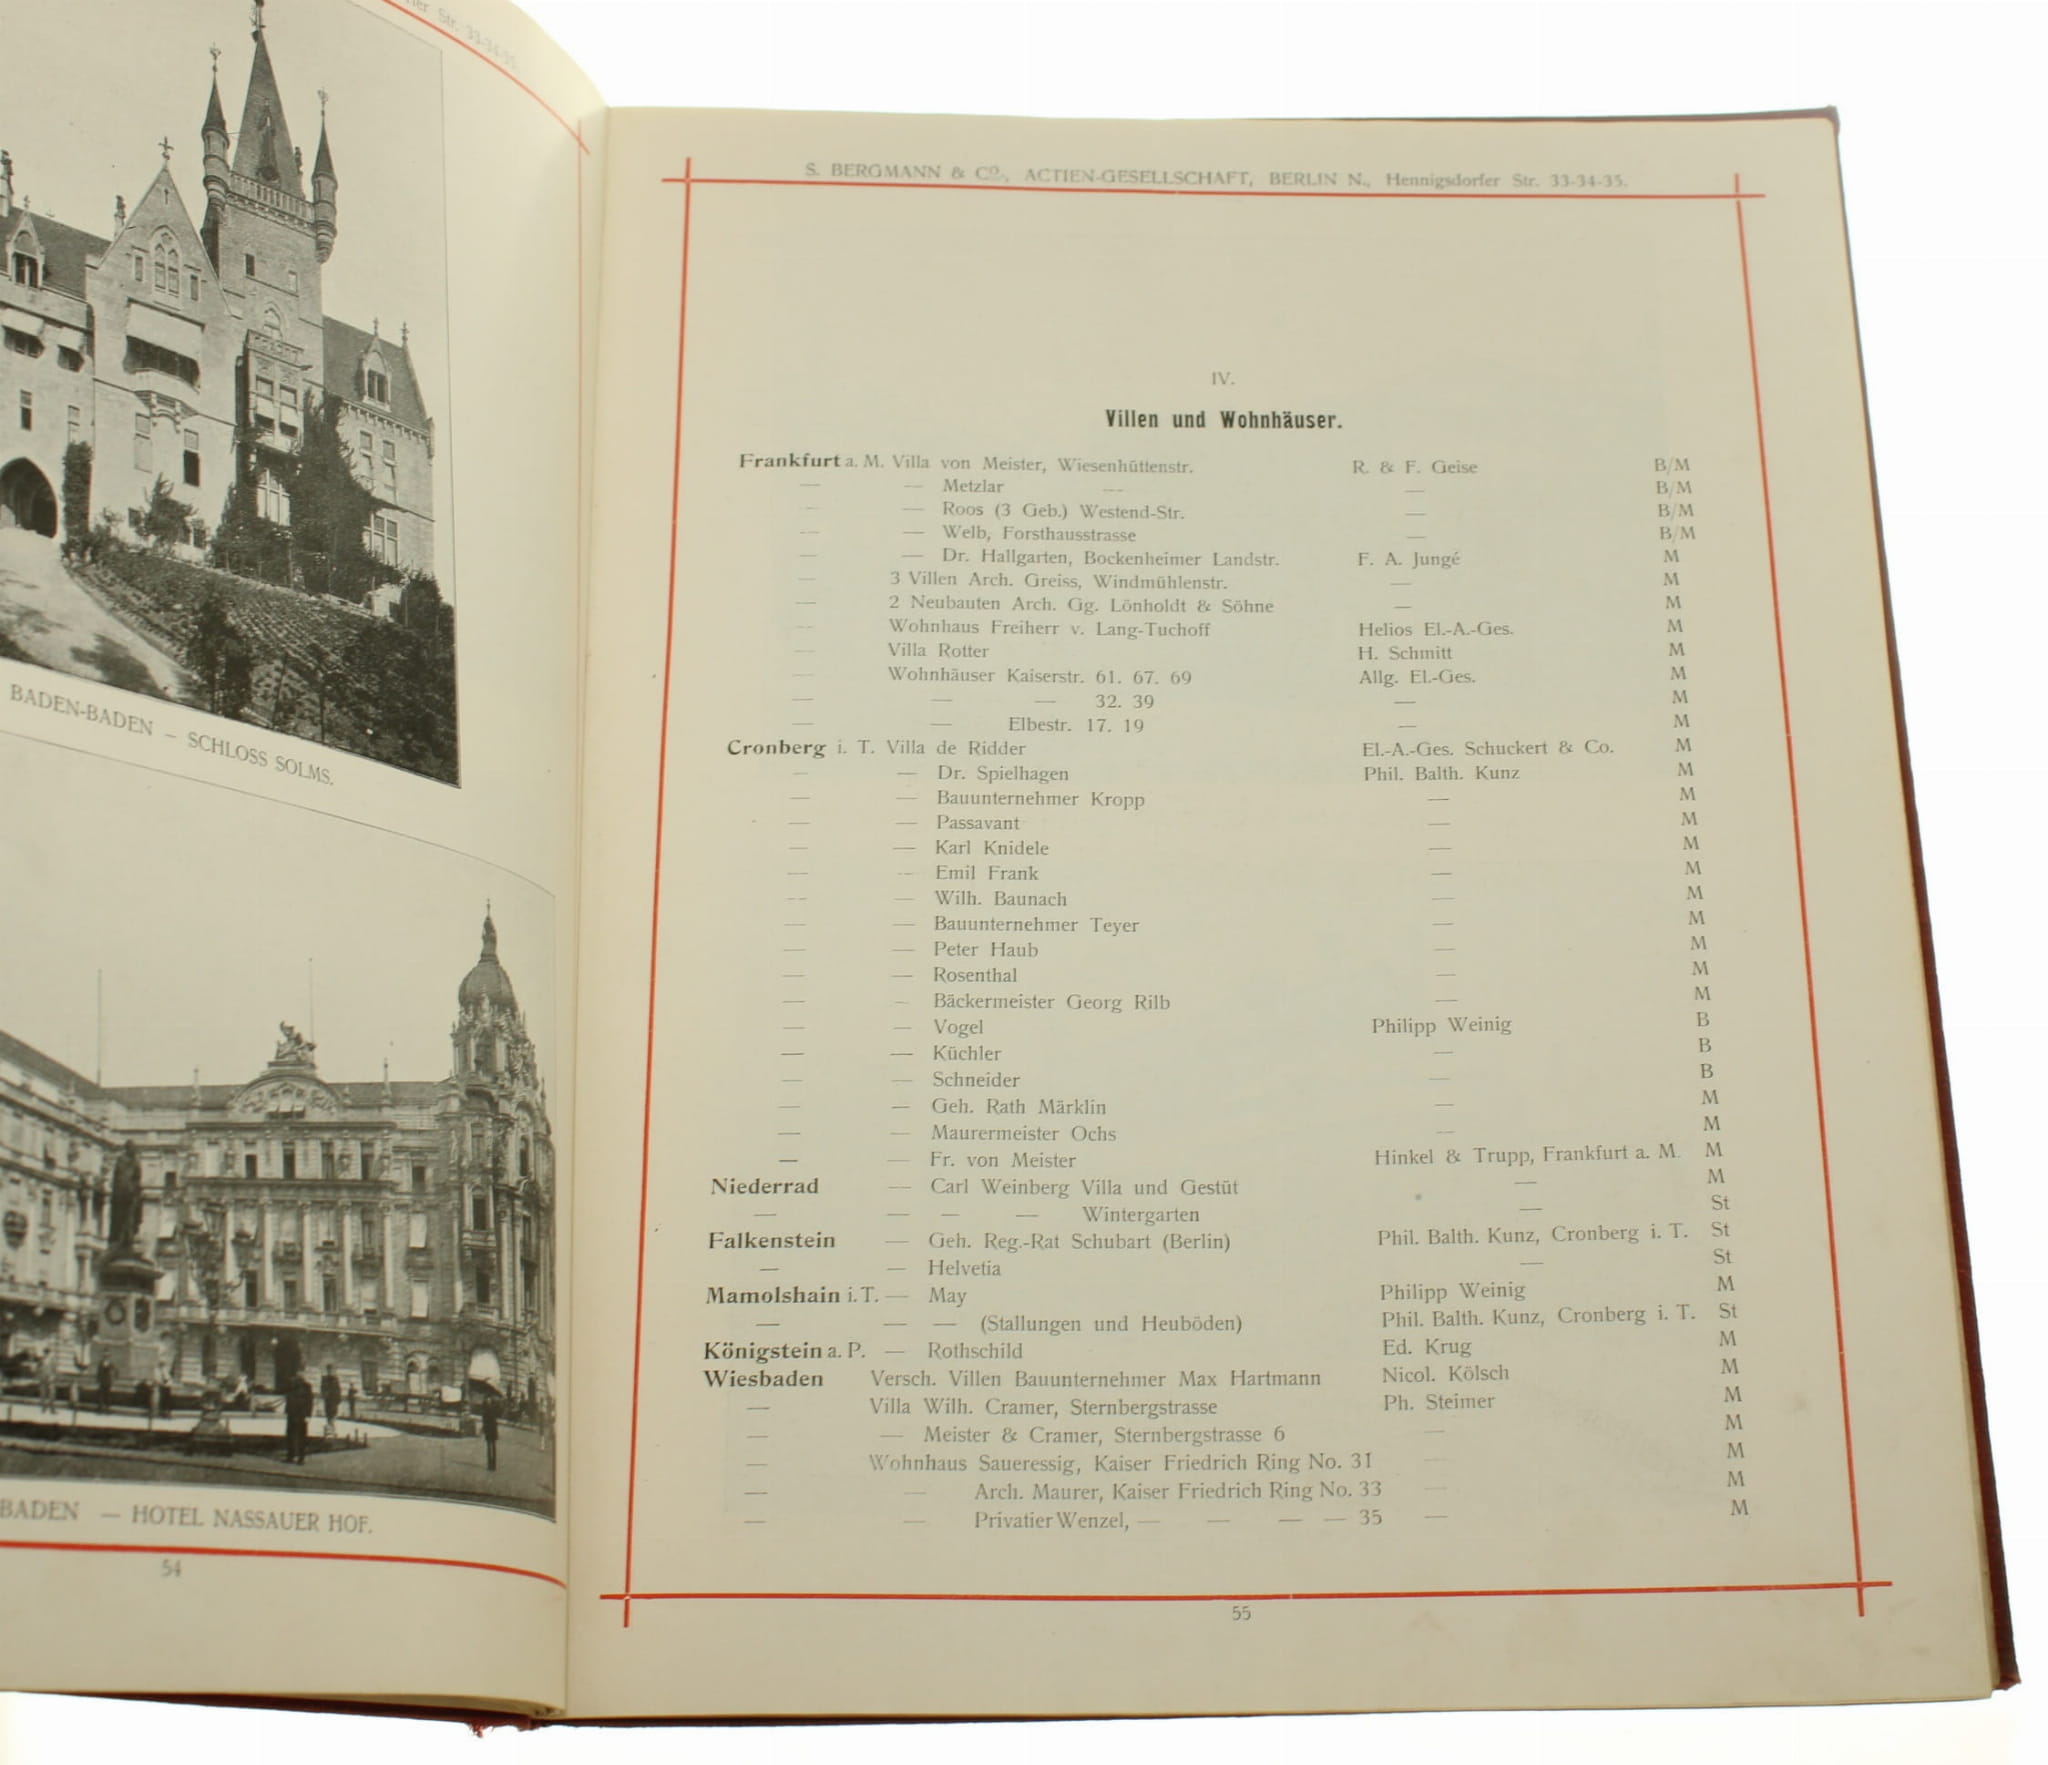 er Str. 33-34-35.
BADEN-BADEN — SCHLOSS SOLMS.
BADEN — HOTEL NASSAUER HOF.
54
S. BERGMANN & Co., ACTIEN-GESELLSCHAFT, BERLIN N., Hennigsdorfer Str. 33-34-35.
IV.
Villen und Wohnhäuser.
Frankfurt a. M. Villa von Meister, Wiesenhüttenstr. R. & F. Geise B/M
— — Metzlar — — B/M
— — Roos (3 Geb.) Westend-Str. — B/M
— — Welb, Forsthausstrasse — B/M
— — Dr. Hallgarten, Bockenheimer Landstr. F. A. Jungé M
— 3 Villen Arch. Greiss, Windmühlenstr. — M
— 2 Neubauten Arch. Gg. Lönholdt & Söhne — M
— Wohnhaus Freiherr v. Lang-Tuchoff Helios El.-A.-Ges. M
— Villa Rotter H. Schmitt M
— Wohnhäuser Kaiserstr. 61. 67. 69 Allg. El.-Ges. M
— — — 32. 39 — M
— — Elbestr. 17. 19 — M
Cronberg i. T. Villa de Ridder El.-A.-Ges. Schuckert & Co. M
— — Dr. Spielhagen Phil. Balth. Kunz M
— — Bauunternehmer Kropp — M
— — Passavant — M
— — Karl Knidele — M
— — Emil Frank — M
— — Wilh. Baunach — M
— — Bauunternehmer Teyer — M
— — Peter Haub — M
— — Rosenthal — M
— — Bäckermeister Georg Rilb — M
— — Vogel Philipp Weinig B
— — Küchler — B
— — Schneider — B
— — Geh. Rath Märklin — M
— — Maurermeister Ochs — M
— — Fr. von Meister Hinkel & Trupp, Frankfurt a. M. M
Niederrad — Carl Weinberg Villa und Gestüt — M
— — — — Wintergarten — St
Falkenstein — Geh. Reg.-Rat Schubart (Berlin) Phil. Balth. Kunz, Cronberg i. T. St
— — Helvetia — St
Mamolshain i. T. — May Philipp Weinig M
— — — (Stallungen und Heuböden) Phil. Balth. Kunz, Cronberg i. T. St
Königstein a. P. — Rothschild Ed. Krug M
Wiesbaden Versch. Villen Bauunternehmer Max Hartmann Nicol. Kölsch M
— Villa Wilh. Cramer, Sternbergstrasse Ph. Steimer M
— — Meister & Cramer, Sternbergstrasse 6 — M
— Wohnhaus Saueressig, Kaiser Friedrich Ring No. 31 — M
— — Arch. Maurer, Kaiser Friedrich Ring No. 33 — M
— — Privatier Wenzel, — — — — 35 — M
55